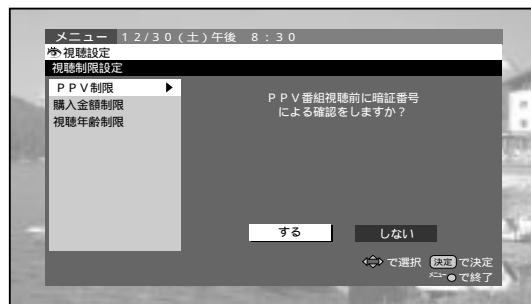 メニュー 12/30(土)午後 8:30
視聴設定
視聴制限設定
PPV制限 ▶
購入金額制限
視聴年齢制限
PPV番組視聴前に暗証番号
による確認をしますか?
する しない
で選択 決定 で決定
メニュー で終了